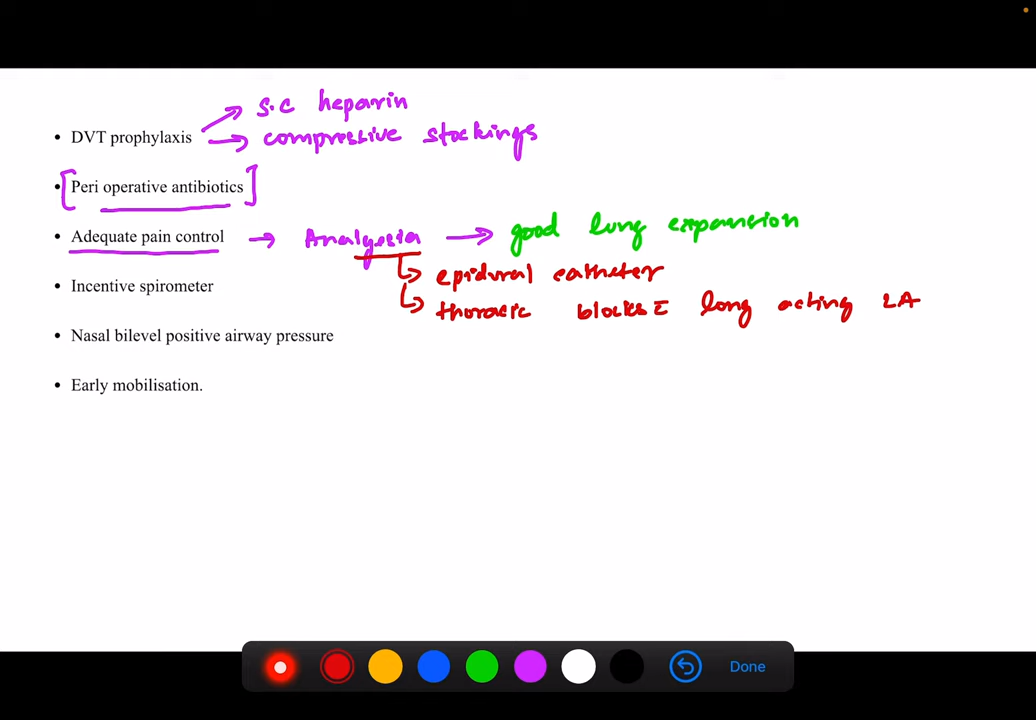 s.c heparin
• DVT prophylaxis → compressive stockings
• [Peri operative antibiotics]
• Adequate pain control → Analgesia → good lung expansion
epidural catheter
• Incentive spirometer
thoracic blocks c̄ long acting LA
• Nasal bilevel positive airway pressure
• Early mobilisation.
Done